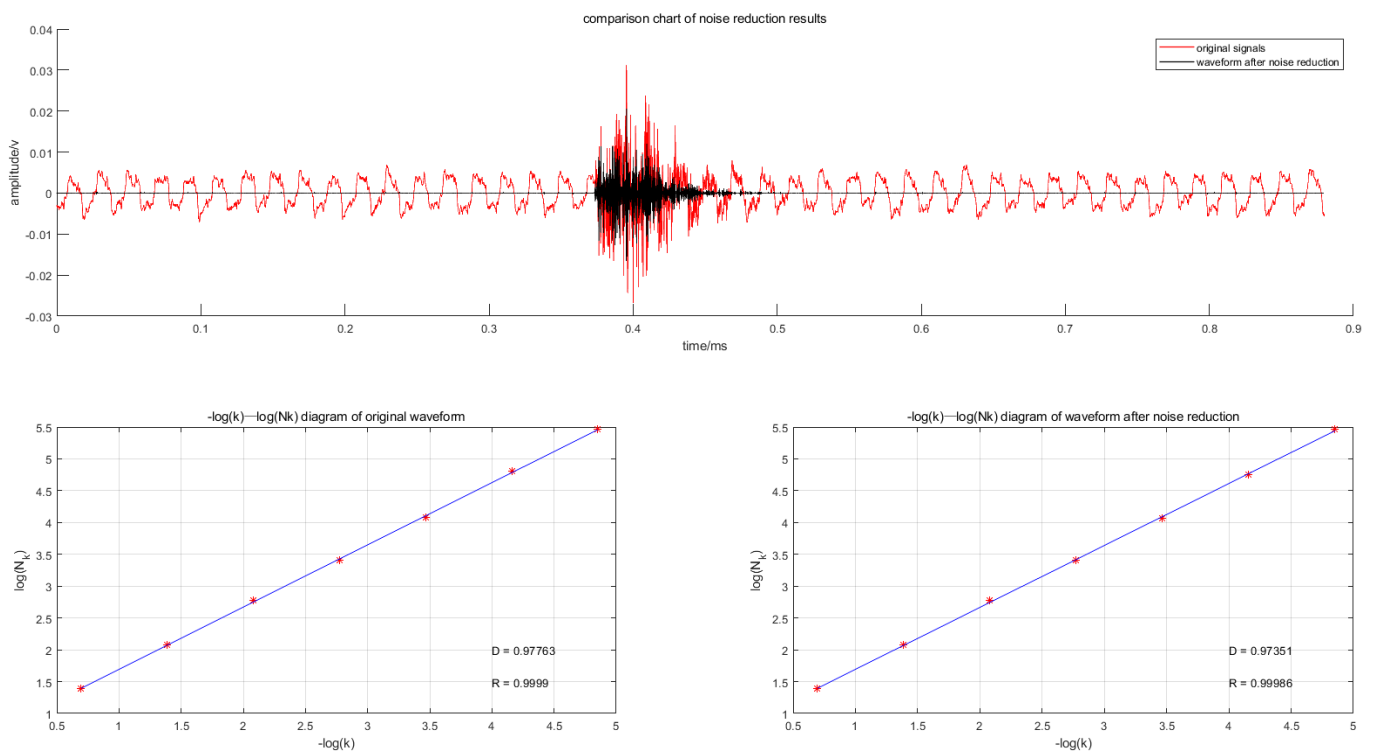 comparison chart of noise reduction results
original signals
waveform after noise reduction
amplitude/v
0.04
0.03
0.02
0.01
0
-0.01
-0.02
-0.03
0 0.1 0.2 0.3 0.4 0.5 0.6 0.7 0.8 0.9
time/ms
-log(k)—log(Nk) diagram of original waveform
log(N_k)
5.5
5
4.5
4
3.5
3
2.5
2
1.5
1
D = 0.97763
R = 0.9999
0.5 1 1.5 2 2.5 3 3.5 4 4.5 5
-log(k)
-log(k)—log(Nk) diagram of waveform after noise reduction
log(N_k)
5.5
5
4.5
4
3.5
3
2.5
2
1.5
1
D = 0.97351
R = 0.99986
0.5 1 1.5 2 2.5 3 3.5 4 4.5 5
-log(k)